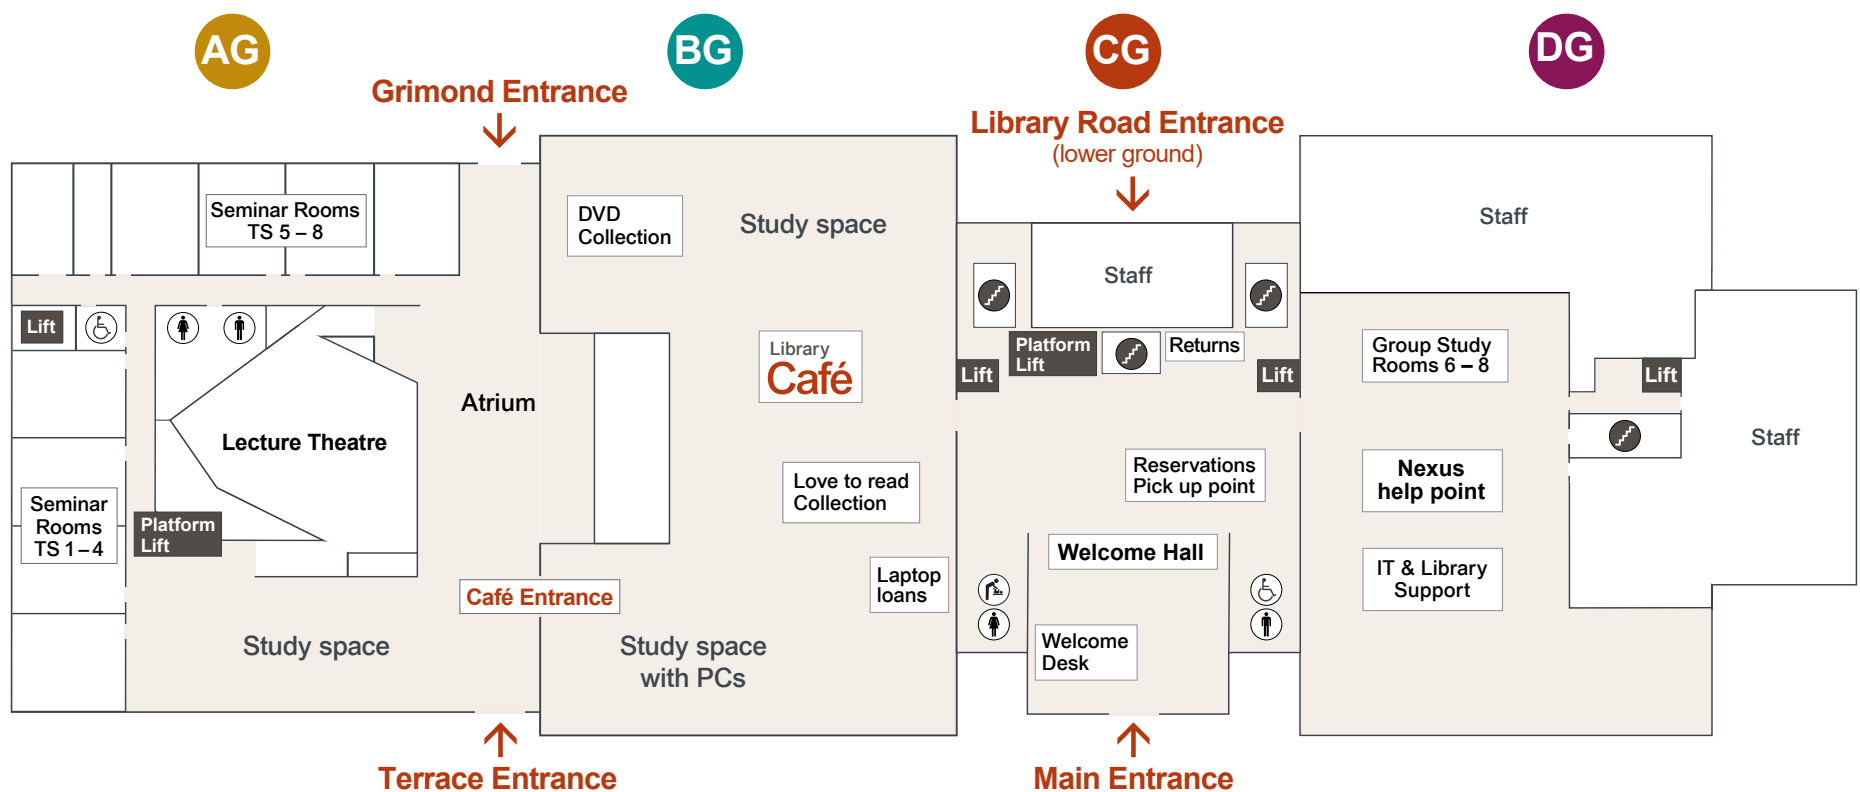 AG
BG
CG
DG
Grimond Entrance
Library Road Entrance
(lower ground)
Seminar Rooms
TS 5 – 8
DVD
Collection
Study space
Staff
Staff
Lift
Library
Café
Platform
Lift
Returns
Lift
Lift
Group Study
Rooms 6 – 8
Lift
Atrium
Lecture Theatre
Staff
Love to read
Collection
Reservations
Pick up point
Nexus
help point
Seminar
Rooms
TS 1 – 4
Platform
Lift
Welcome Hall
Laptop
loans
IT & Library
Support
Café Entrance
Study space
Study space
with PCs
Welcome
Desk
Terrace Entrance
Main Entrance